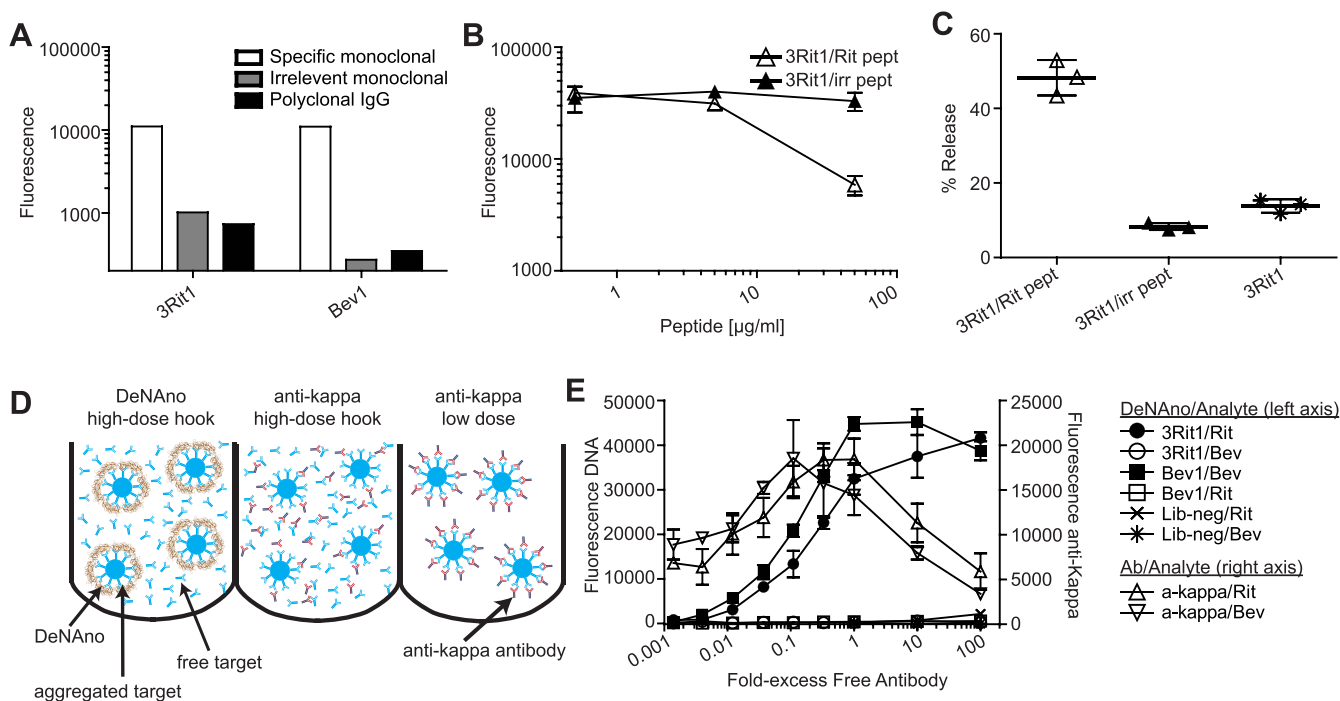 A
Fluorescence
100000
10000
1000
Specific monoclonal
Irrelevent monoclonal
Polyclonal IgG
3Rit1
Bev1
B
Fluorescence
100000
10000
1000
3Rit1/Rit pept
3Rit1/irr pept
1
10
100
Peptide [µg/ml]
C
% Release
60
40
20
0
3Rit1/Rit pept
3Rit1/irr pept
3Rit1
D
DeNAno
high-dose hook
anti-kappa
high-dose hook
anti-kappa
low dose
DeNAno
aggregated target
free target
anti-kappa antibody
E
Fluorescence DNA
50000
40000
30000
20000
10000
0
25000
20000
15000
10000
5000
0
Fluorescence anti-Kappa
0.001
0.01
0.1
1
10
100
Fold-excess Free Antibody
DeNAno/Analyte (left axis)
3Rit1/Rit
3Rit1/Bev
Bev1/Bev
Bev1/Rit
Lib-neg/Rit
Lib-neg/Bev
Ab/Analyte (right axis)
a-kappa/Rit
a-kappa/Bev